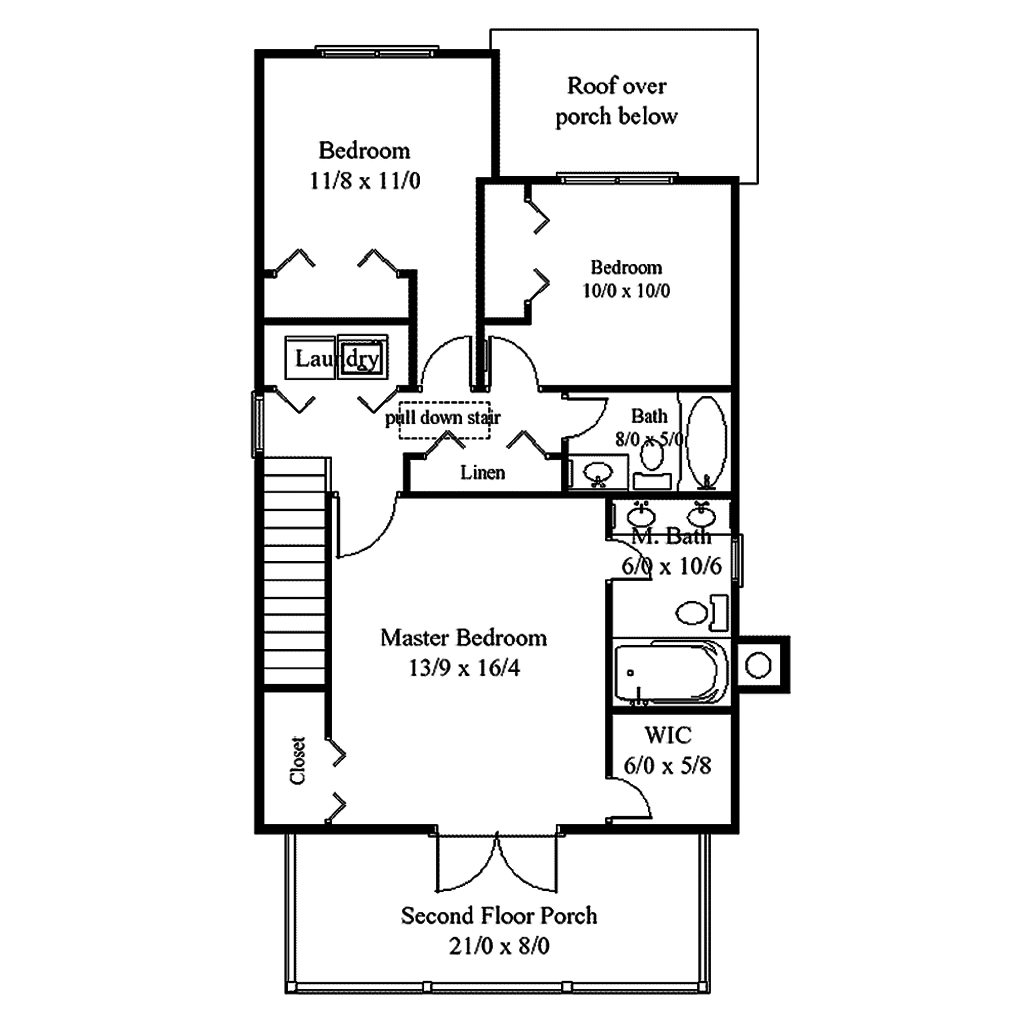 Roof over
porch below
Bedroom
11/8 x 11/0
Bedroom
10/0 x 10/0
Laundry
pull down stair
Bath
8/0 x 5/0
Linen
M. Bath
6/0 x 10/6
Master Bedroom
13/9 x 16/4
Closet
WIC
6/0 x 5/8
Second Floor Porch
21/0 x 8/0